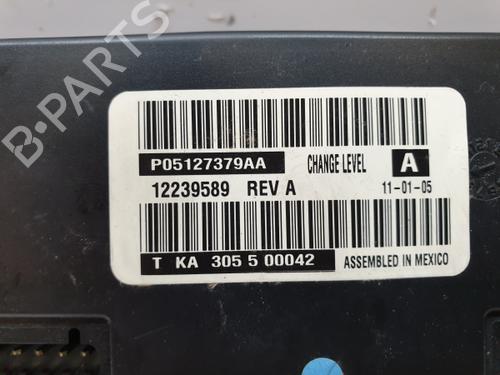 B-PARTS
P05127379AA CHANGE LEVEL A
12239589 REV A 11-01-05
T KA 305 5 00042 ASSEMBLED IN MEXICO